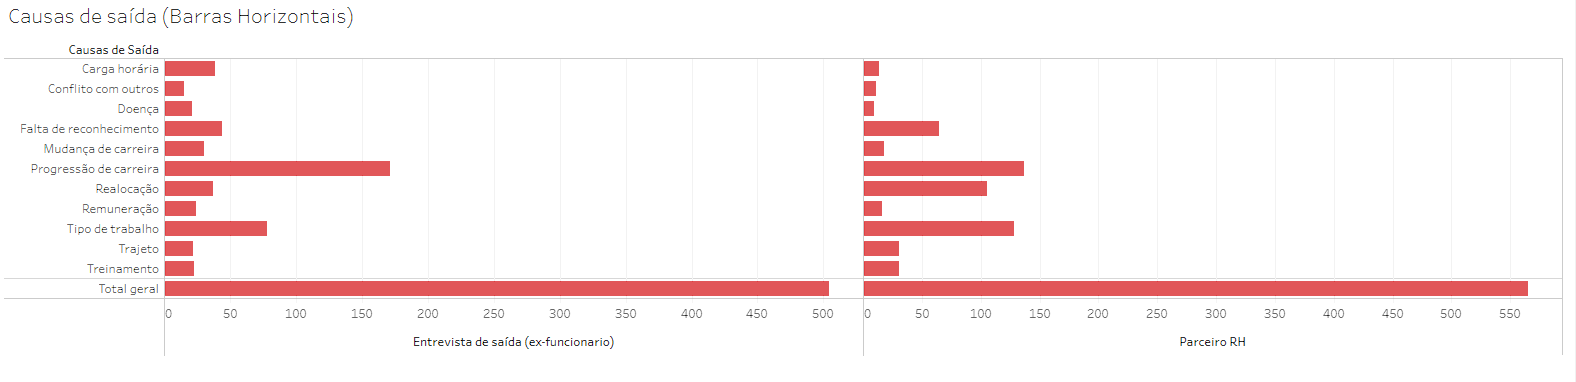 Causas de saída (Barras Horizontais)
Causas de Saída
Carga horária
Conflito com outros
Doença
Falta de reconhecimento
Mudança de carreira
Progressão de carreira
Realocação
Remuneração
Tipo de trabalho
Trajeto
Treinamento
Total geral
0 50 100 150 200 250 300 350 400 450 500 0 50 100 150 200 250 300 350 400 450 500 550
Entrevista de saída (ex-funcionario) Parceiro RH